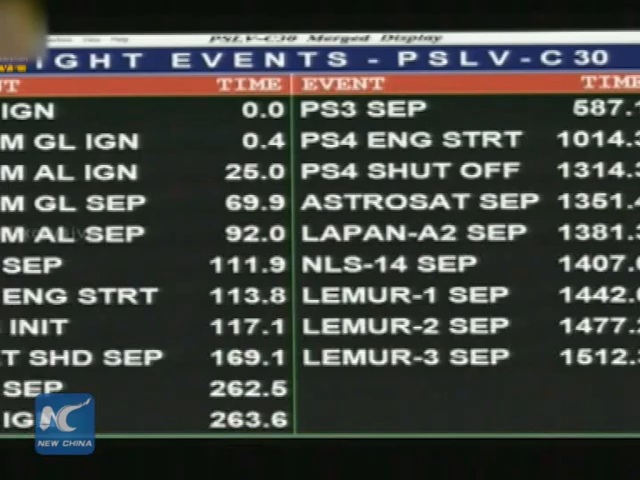 PSLV-C30 Merged Display
IGHT EVENTS - PSLV-C30
NT TIME EVENT TIME
IGN 0.0 PS3 SEP 587.1
M GL IGN 0.4 PS4 ENG STRT 1014.3
M AL IGN 25.0 PS4 SHUT OFF 1314.3
M GL SEP 69.9 ASTROSAT SEP 1351.4
M AL SEP 92.0 LAPAN-A2 SEP 1381.3
SEP 111.9 NLS-14 SEP 1407.0
ENG STRT 113.8 LEMUR-1 SEP 1442.0
INIT 117.1 LEMUR-2 SEP 1477.2
T SHD SEP 169.1 LEMUR-3 SEP 1512.3
SEP 262.5
IG 263.6
NEW CHINA